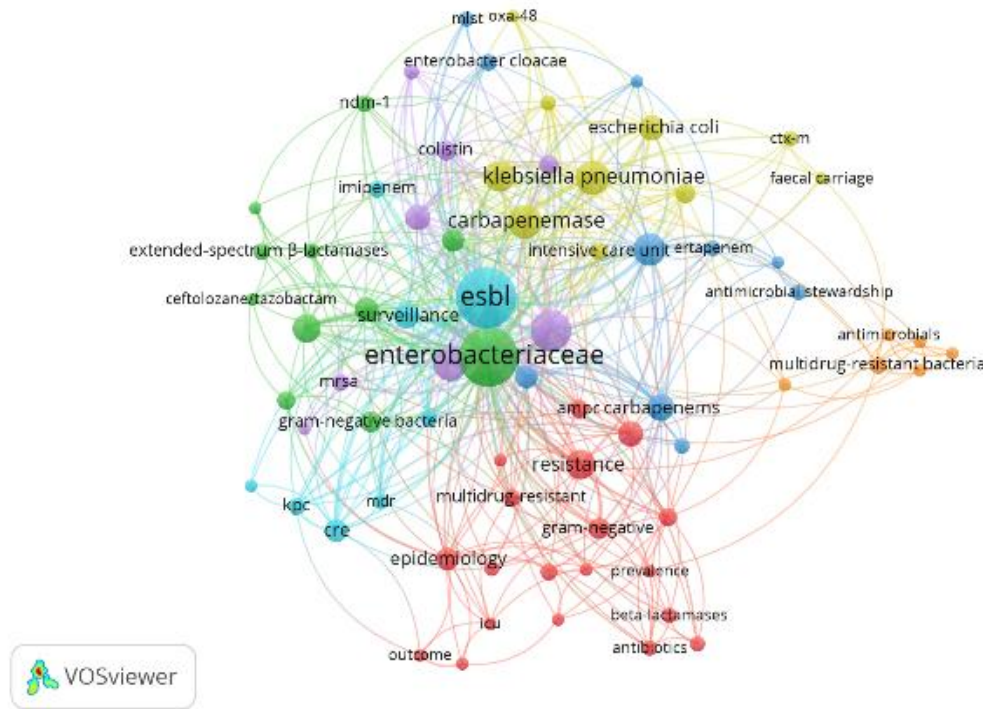 mlst
oxa-48
enterobacter cloacae
ndm-1
escherichia coli
ctx-m
colistin
klebsiella pneumoniae
faecal carriage
imipenem
carbapenemase
extended-spectrum β-lactamases
intensive care unit
ertapenem
ceftolozane/tazobactam
esbl
antimicrobial stewardship
surveillance
antimicrobials
enterobacteriaceae
multidrug-resistant bacteria
mrsa
ampc
carbapenems
gram-negative bacteria
resistance
kpc
mdr
multidrug-resistant
cre
gram-negative
epidemiology
prevalence
icu
beta-lactamases
outcome
antibiotics
VOSviewer